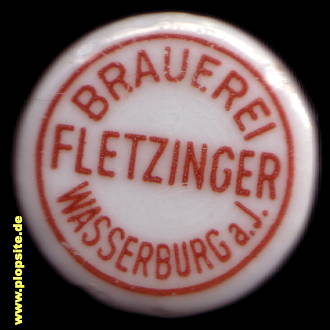 BRAUEREI
FLETZINGER
WASSERBURG a.J.
www.plopsite.de